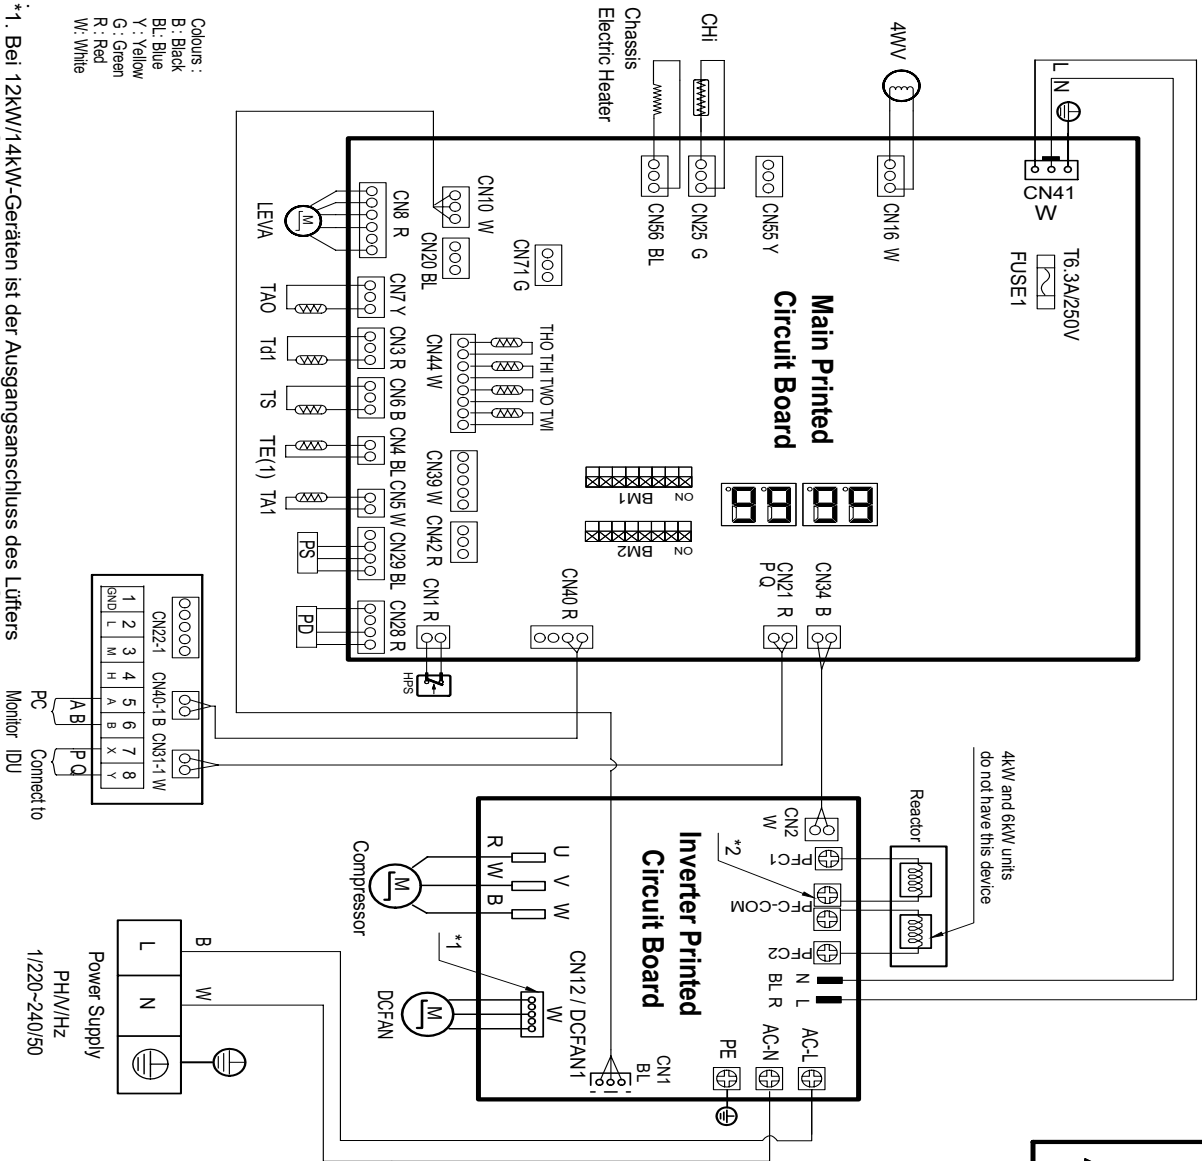 Colours :
B : Black
BL: Blue
Y : Yellow
G : Green
R : Red
W: White
*1. Bei 12kW/14kW-Geräten ist der Ausgangsanschluss des Lüfters
4WV
CHi
Chassis
Electric Heater
L
N
CN41
W
T6.3A/250V
FUSE1
CN16 W
CN55 Y
CN25 G
CN56 BL
Main Printed
Circuit Board
CN10 W
CN20 BL
CN71 G
CN8 R
M
LEVA
CN7 Y
TAO
CN3 R
Td1
CN6 B
TS
CN4 BL
TE(1)
CN5 W
TA1
CN29 BL
PS
CN28 R
PD
CN1 R
HPS
THO THI TWO TWI
CN44 W
CN39 W
CN42 R
BM1
ON
BM2
ON
CN40 R
CN21 R
P Q
CN34 B
CN22-1
CN40-1 B
CN31-1 W
1 2 3 4 5 6 7 8
GND L M H A B X Y
A B
P Q
PC
Monitor
Connect to
IDU
4kW and 6kW units
do not have this device
Reactor
CN2
W
PFC1
*2
PFC-COM
PFC2
N L
BL R
AC-L
AC-N
PE
Inverter Printed
Circuit Board
U V W
R W B
M
Compressor
*1
W
CN12 / DCFAN1
M
DCFAN
CN1
BL
B
W
L
N
Power Supply
PH/V/Hz
1/220~240/50